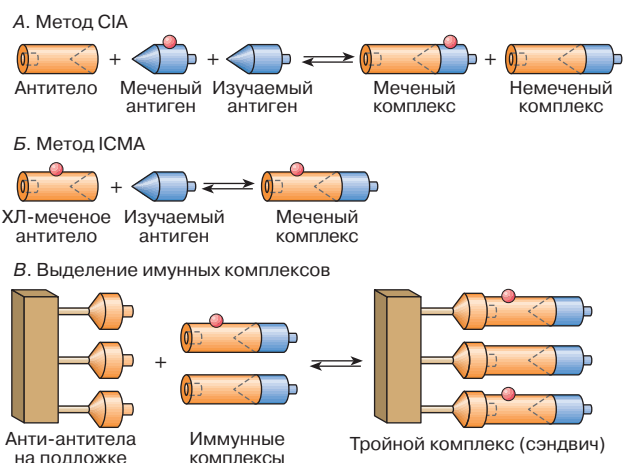 А. Метод CIA
+ + +
Антитело Меченый Изучаемый Меченый Немеченый
антиген антиген комплекс комплекс
Б. Метод ICMA
+
ХЛ-меченое Изучаемый Меченый
антитело антиген комплекс
В. Выделение имунных комплексов
+
Анти-антитела Иммунные Тройной комплекс (сэндвич)
на подложке комплексы